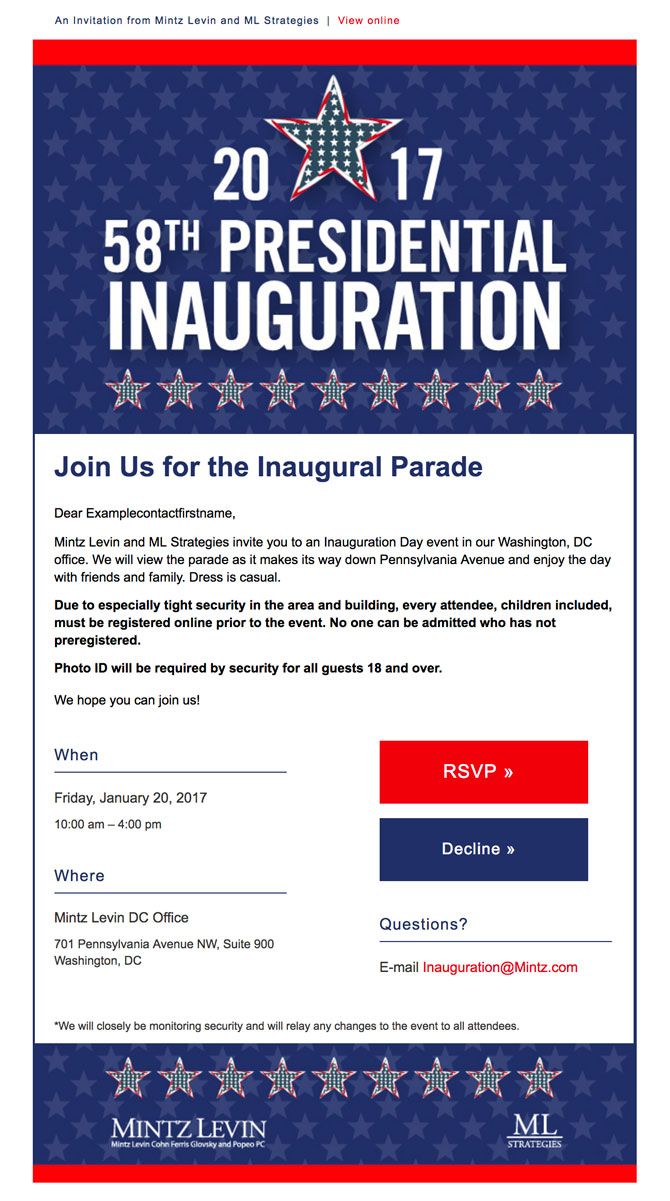 An Invitation from Mintz Levin and ML Strategies | View online
20 17
58TH PRESIDENTIAL
INAUGURATION
Join Us for the Inaugural Parade
Dear Examplecontactfirstname,
Mintz Levin and ML Strategies invite you to an Inauguration Day event in our Washington, DC
office. We will view the parade as it makes its way down Pennsylvania Avenue and enjoy the day
with friends and family. Dress is casual.
Due to especially tight security in the area and building, every attendee, children included,
must be registered online prior to the event. No one can be admitted who has not
preregistered.
Photo ID will be required by security for all guests 18 and over.
We hope you can join us!
When
Friday, January 20, 2017
10:00 am – 4:00 pm
Where
Mintz Levin DC Office
701 Pennsylvania Avenue NW, Suite 900
Washington, DC
RSVP »
Decline »
Questions?
E-mail Inauguration@Mintz.com
*We will closely be monitoring security and will relay any changes to the event to all attendees.
MINTZ LEVIN
Mintz Levin Cohn Ferris Glovsky and Popeo PC
ML
STRATEGIES